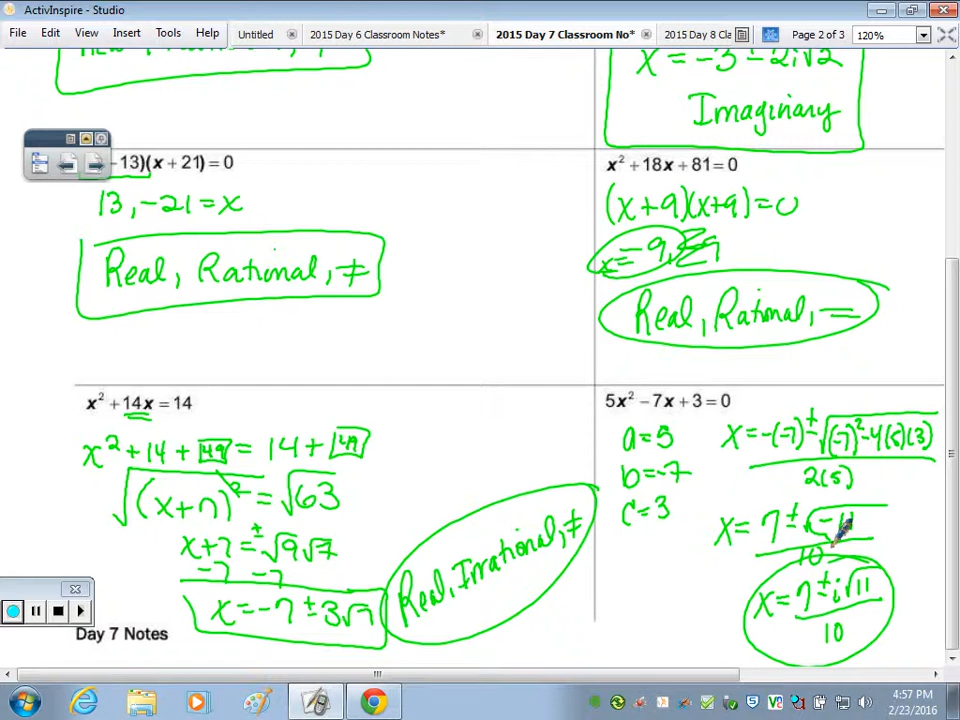 ActivInspire - Studio
File Edit View Insert Tools Help Untitled 2015 Day 6 Classroom Notes* 2015 Day 7 Classroom No* 2015 Day 8 Cla Page 2 of 3 120%
x = -3 ± 2i√2
Imaginary
-13)(x + 21) = 0
13, -21 = x
Real, Rational, ≠
x² + 18x + 81 = 0
(x+9)(x+9)=0
x = -9,
Real, Rational, =
x² + 14x = 14
x² + 14 + 49 = 14 + 49
√(x+7)² = √63
x+7 = ±√9√7
-7 -7
x = -7 ± 3√7
Real, Irrational, ≠
5x² - 7x + 3 = 0
a = 5
b = -7
c = 3
x = -(-7) ± √(-7)² - 4(5)(3)
2(5)
x = 7 ± √-11
10
x = 7 ± i√11
10
Day 7 Notes
4:57 PM
2/23/2016